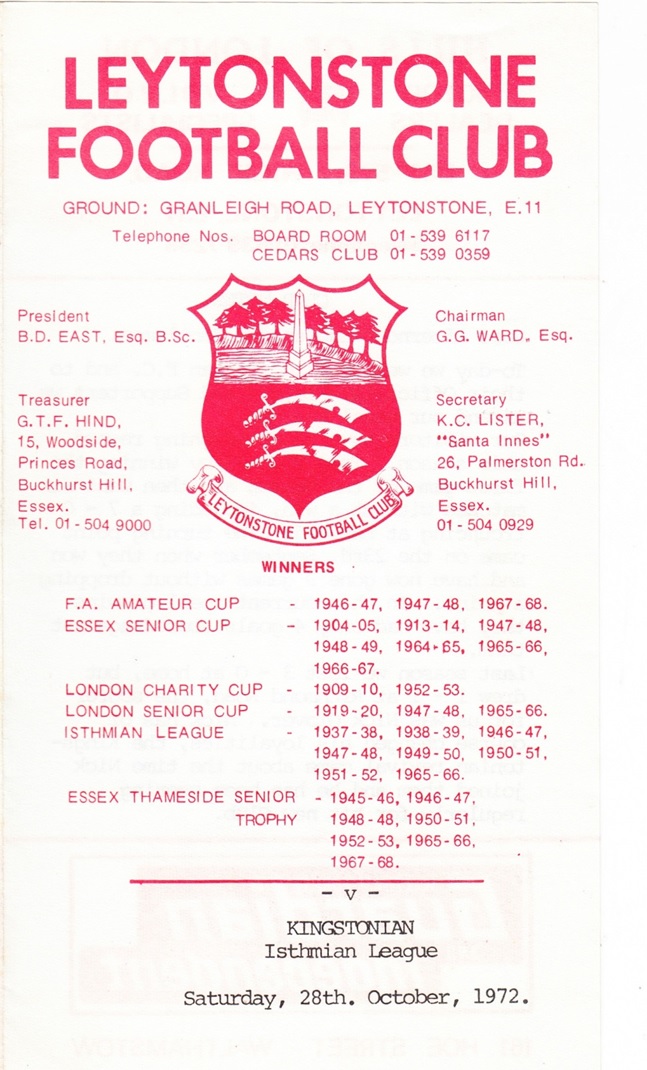 LEYTONSTONE
FOOTBALL CLUB
GROUND: GRANLEIGH ROAD, LEYTONSTONE, E.11
Telephone Nos. BOARD ROOM 01-539 6117
CEDARS CLUB 01-539 0359
President
B.D. EAST, Esq. B.Sc.
Chairman
G.G. WARD, Esq.
Treasurer
G.T.F. HIND,
15, Woodside,
Princes Road,
Buckhurst Hill,
Essex.
Tel. 01-504 9000
Secretary
K.C. LISTER,
"Santa Innes"
26, Palmerston Rd.
Buckhurst Hill,
Essex.
01-504 0929
LEYTONSTONE FOOTBALL CLUB
WINNERS
F.A. AMATEUR CUP - 1946-47, 1947-48, 1967-68.
ESSEX SENIOR CUP - 1904-05, 1913-14, 1947-48,
1948-49, 1964-65, 1965-66,
1966-67.
LONDON CHARITY CUP - 1909-10, 1952-53.
LONDON SENIOR CUP - 1919-20, 1947-48, 1965-66.
ISTHMIAN LEAGUE - 1937-38, 1938-39, 1946-47,
1947-48, 1949-50, 1950-51,
1951-52, 1965-66.
ESSEX THAMESIDE SENIOR - 1945-46, 1946-47,
TROPHY 1948-48, 1950-51,
1952-53, 1965-66,
1967-68.
- v -
KINGSTONIAN
Isthmian League
Saturday, 28th. October, 1972.